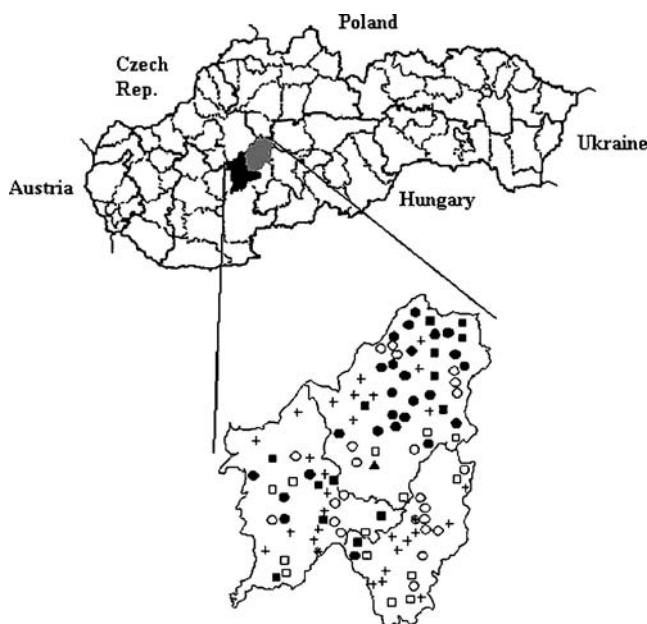 Poland
Czech
Rep.
Ukraine
Austria
Hungary